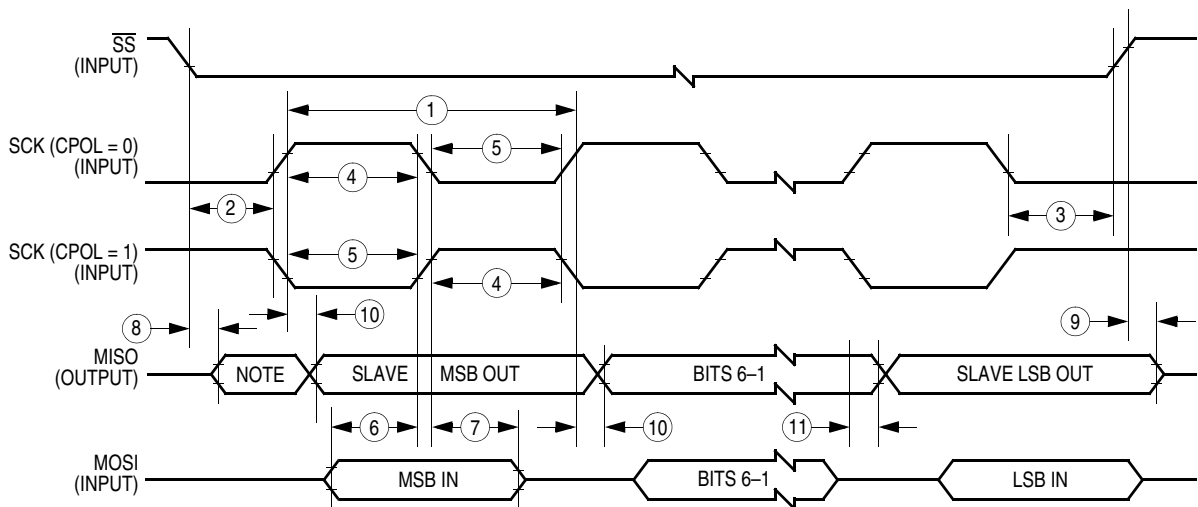 SS
(INPUT)
1
SCK (CPOL = 0)
(INPUT)
5
4
2
3
SCK (CPOL = 1)
(INPUT)
5
4
8
10
9
MISO
(OUTPUT)
NOTE
SLAVE MSB OUT
BITS 6–1
SLAVE LSB OUT
6
7
10
11
MOSI
(INPUT)
MSB IN
BITS 6–1
LSB IN